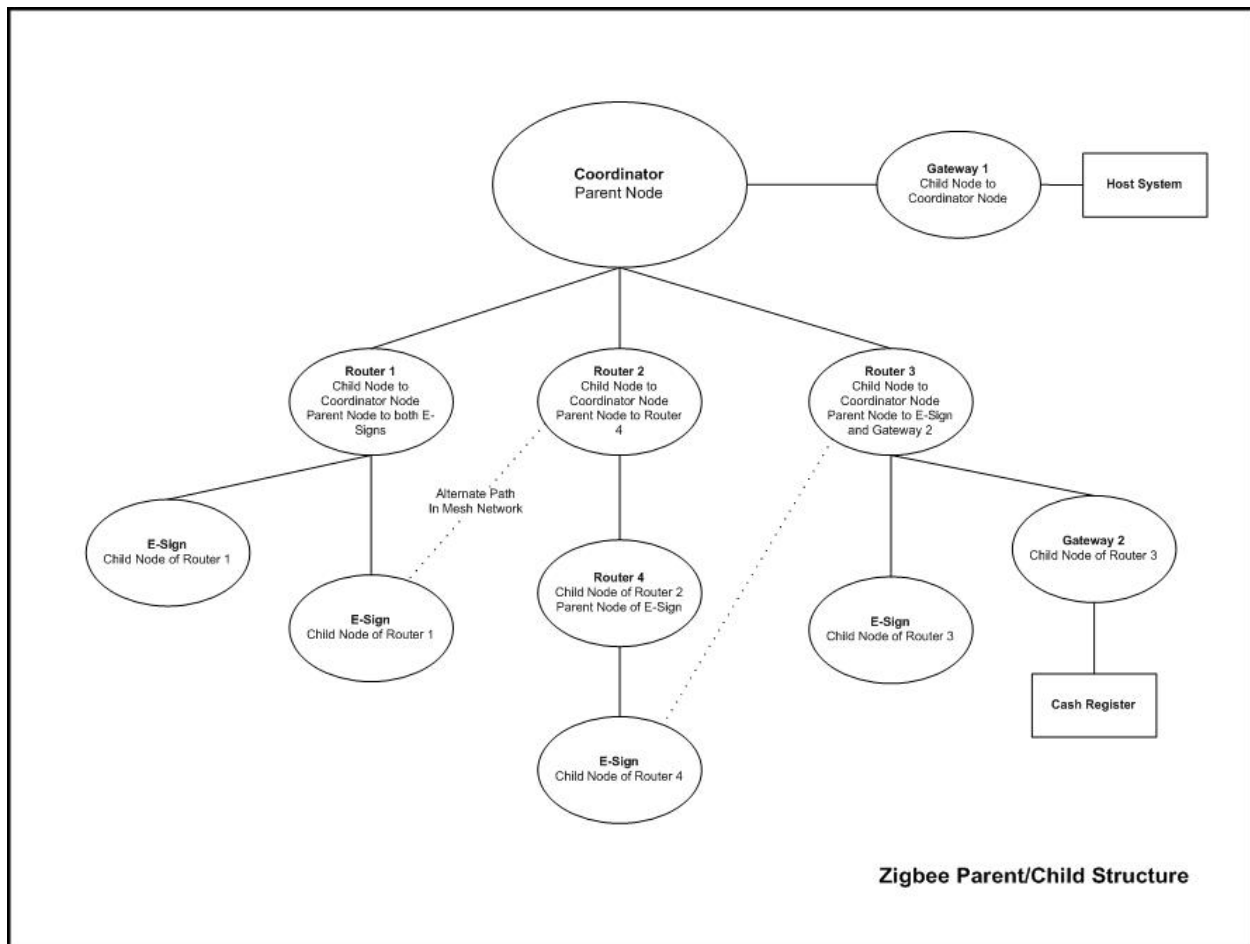 Coordinator
Parent Node
Gateway 1
Child Node to
Coordinator Node
Host System
Router 1
Child Node to
Coordinator Node
Parent Node to both E-
Signs
Router 2
Child Node to
Coordinator Node
Parent Node to Router
4
Router 3
Child Node to
Coordinator Node
Parent Node to E-Sign
and Gateway 2
Alternate Path
In Mesh Network
E-Sign
Child Node of Router 1
E-Sign
Child Node of Router 1
Router 4
Child Node of Router 2
Parent Node of E-Sign
E-Sign
Child Node of Router 3
Gateway 2
Child Node of Router 3
Cash Register
E-Sign
Child Node of Router 4
Zigbee Parent/Child Structure